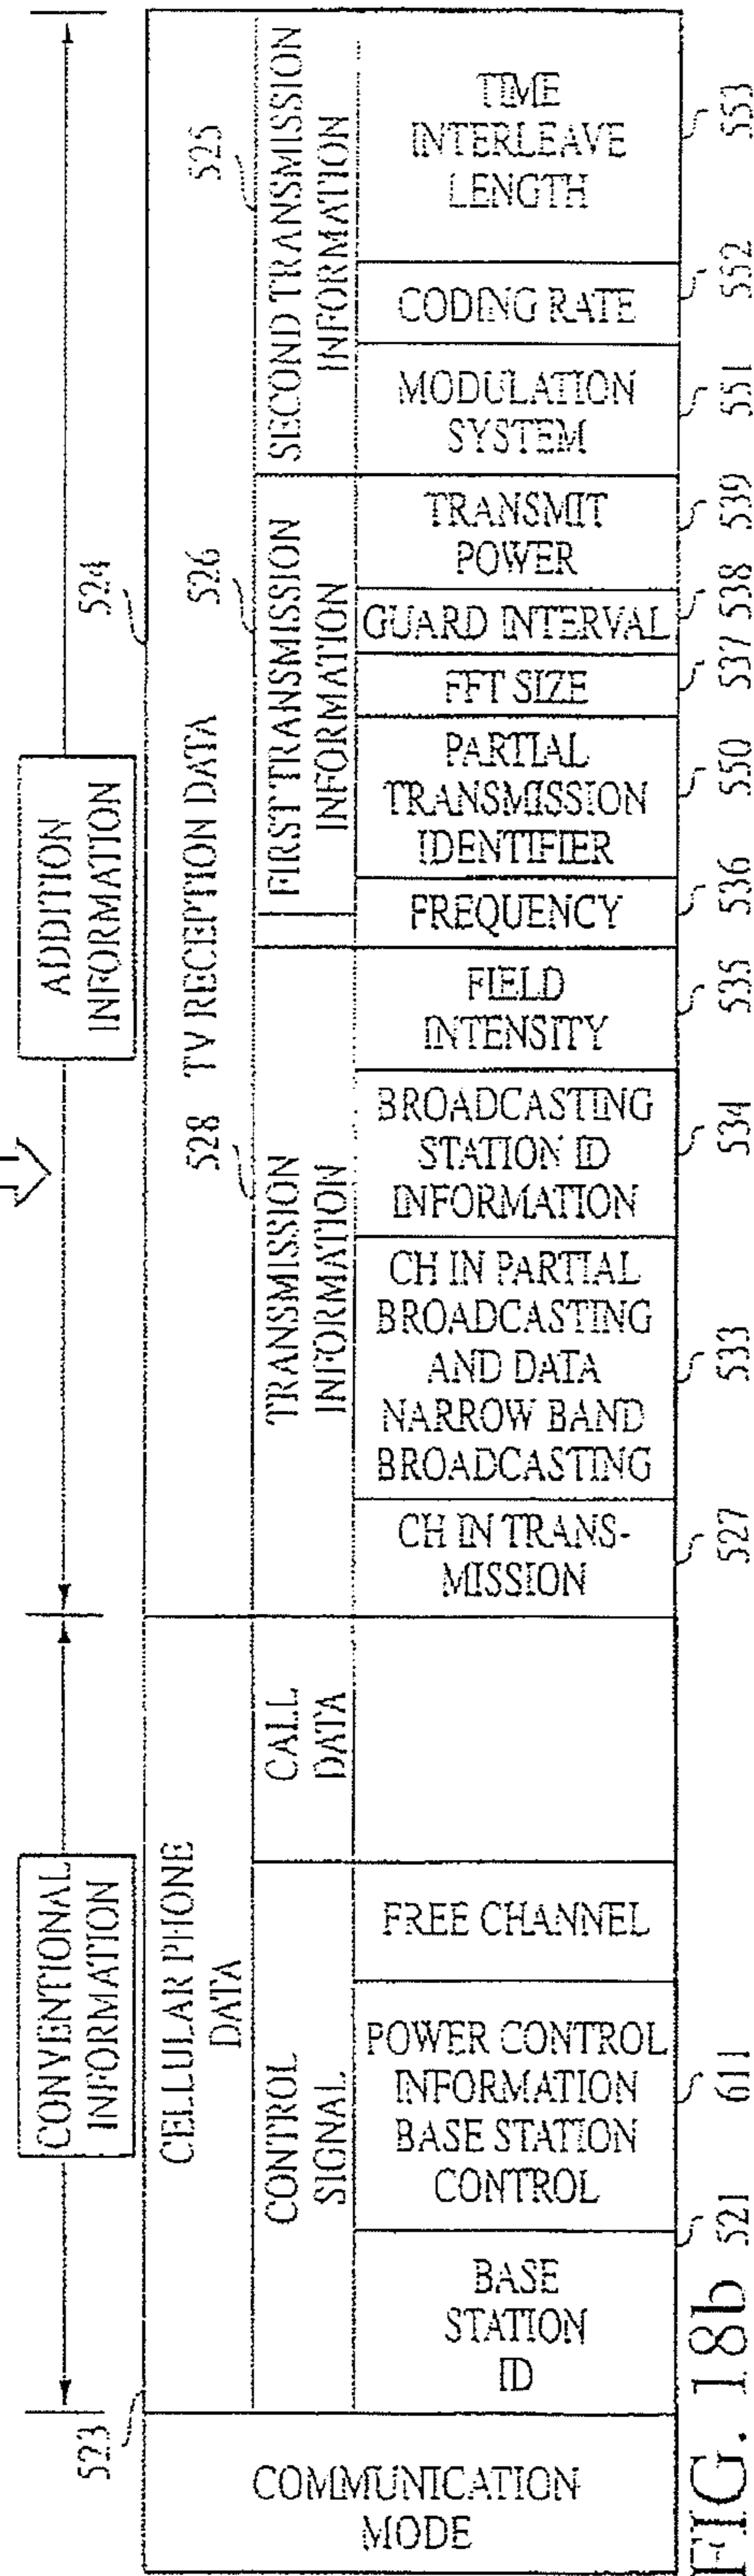 CONVENTIONAL
INFORMATION
ADDITION
INFORMATION
523
524
CELLULAR PHONE
DATA
528
TV RECEPTION DATA
526
525
CONTROL
SIGNAL
CALL
DATA
TRANSMISSION
INFORMATION
FIRST TRANSMISSION
INFORMATION
SECOND TRANSMISSION
INFORMATION
COMMUNICATION
MODE
BASE
STATION
ID
POWER CONTROL
INFORMATION
BASE STATION
CONTROL
FREE CHANNEL
CH IN TRANS-
MISSION
CH IN PARTIAL
BROADCASTING
AND DATA
NARROW BAND
BROADCASTING
BROADCASTING
STATION ID
INFORMATION
FIELD
INTENSITY
FREQUENCY
PARTIAL
TRANSMISSION
IDENTIFIER
FFT SIZE
GUARD INTERVAL
TRANSMIT
POWER
MODULATION
SYSTEM
CODING RATE
TIME
INTERLEAVE
LENGTH
521
611
527
533
534
535
536
550
537
538
539
551
552
553
FIG. 18b